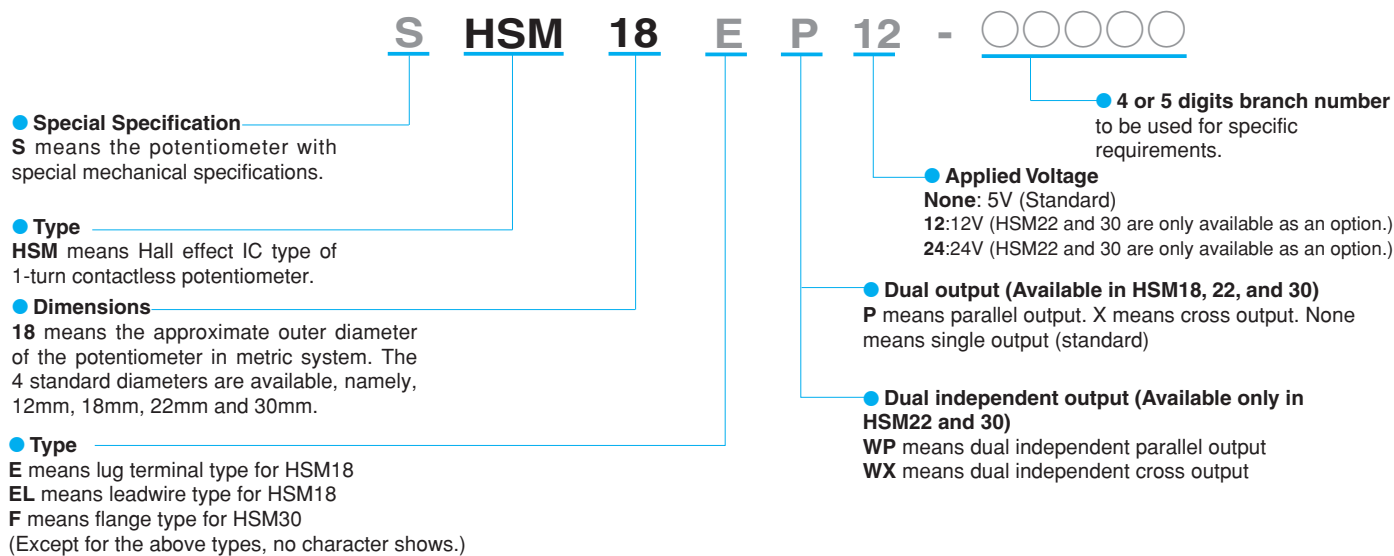 S HSM 18 E P 12 - ○○○○○
● Special Specification
S means the potentiometer with
special mechanical specifications.
● Type
HSM means Hall effect IC type of
1-turn contactless potentiometer.
● Dimensions
18 means the approximate outer diameter
of the potentiometer in metric system. The
4 standard diameters are available, namely,
12mm, 18mm, 22mm and 30mm.
● Type
E means lug terminal type for HSM18
EL means leadwire type for HSM18
F means flange type for HSM30
(Except for the above types, no character shows.)
● 4 or 5 digits branch number
to be used for specific
requirements.
● Applied Voltage
None: 5V (Standard)
12:12V (HSM22 and 30 are only available as an option.)
24:24V (HSM22 and 30 are only available as an option.)
● Dual output (Available in HSM18, 22, and 30)
P means parallel output. X means cross output. None
means single output (standard)
● Dual independent output (Available only in
HSM22 and 30)
WP means dual independent parallel output
WX means dual independent cross output